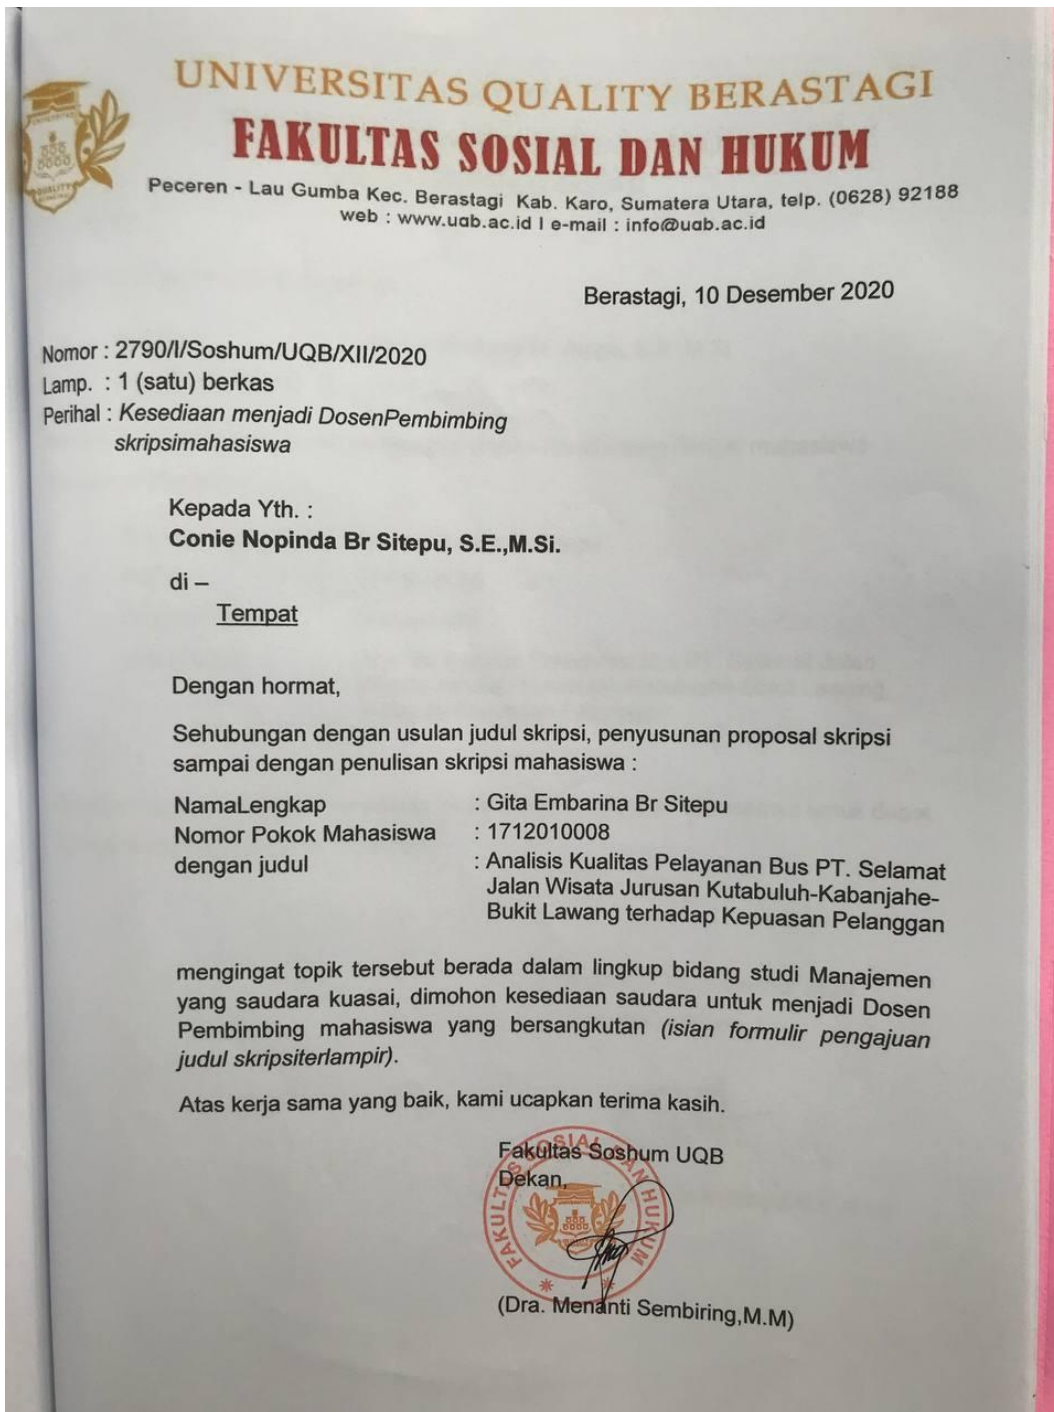 UNIVERSITAS QUALITY BERASTAGI
FAKULTAS SOSIAL DAN HUKUM
Peceren - Lau Gumba Kec. Berastagi Kab. Karo, Sumatera Utara, telp. (0628) 92188
web : www.uqb.ac.id I e-mail : info@uqb.ac.id
Berastagi, 10 Desember 2020
Nomor : 2790/I/Soshum/UQB/XII/2020
Lamp. : 1 (satu) berkas
Perihal : Kesediaan menjadi DosenPembimbing
skripsimahasiswa
Kepada Yth. :
Conie Nopinda Br Sitepu, S.E.,M.Si.
di –
Tempat
Dengan hormat,
Sehubungan dengan usulan judul skripsi, penyusunan proposal skripsi
sampai dengan penulisan skripsi mahasiswa :
NamaLengkap : Gita Embarina Br Sitepu
Nomor Pokok Mahasiswa : 1712010008
dengan judul : Analisis Kualitas Pelayanan Bus PT. Selamat
Jalan Wisata Jurusan Kutabuluh-Kabanjahe-
Bukit Lawang terhadap Kepuasan Pelanggan
mengingat topik tersebut berada dalam lingkup bidang studi Manajemen
yang saudara kuasai, dimohon kesediaan saudara untuk menjadi Dosen
Pembimbing mahasiswa yang bersangkutan (isian formulir pengajuan
judul skripsiterlampir).
Atas kerja sama yang baik, kami ucapkan terima kasih.
Fakultas Soshum UQB
Dekan,
FAKULTAS SOSIAL DAN HUKUM
(Dra. Menanti Sembiring,M.M)